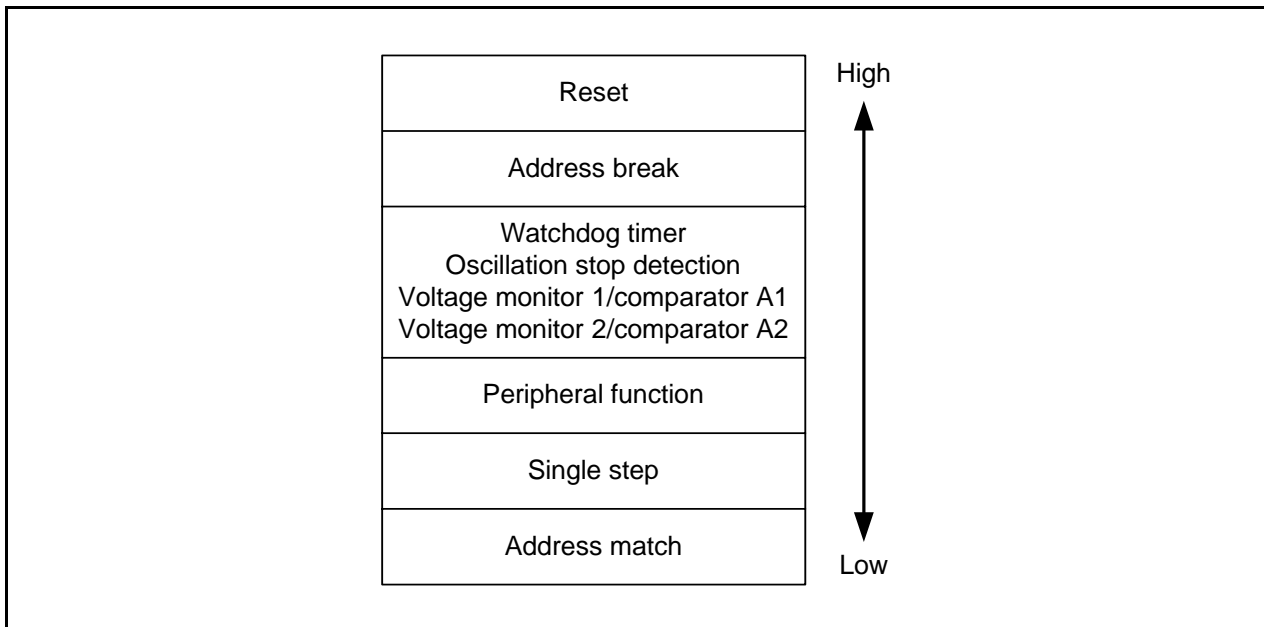 High
Reset
Address break
Watchdog timer
Oscillation stop detection
Voltage monitor 1/comparator A1
Voltage monitor 2/comparator A2
Peripheral function
Single step
Address match
Low